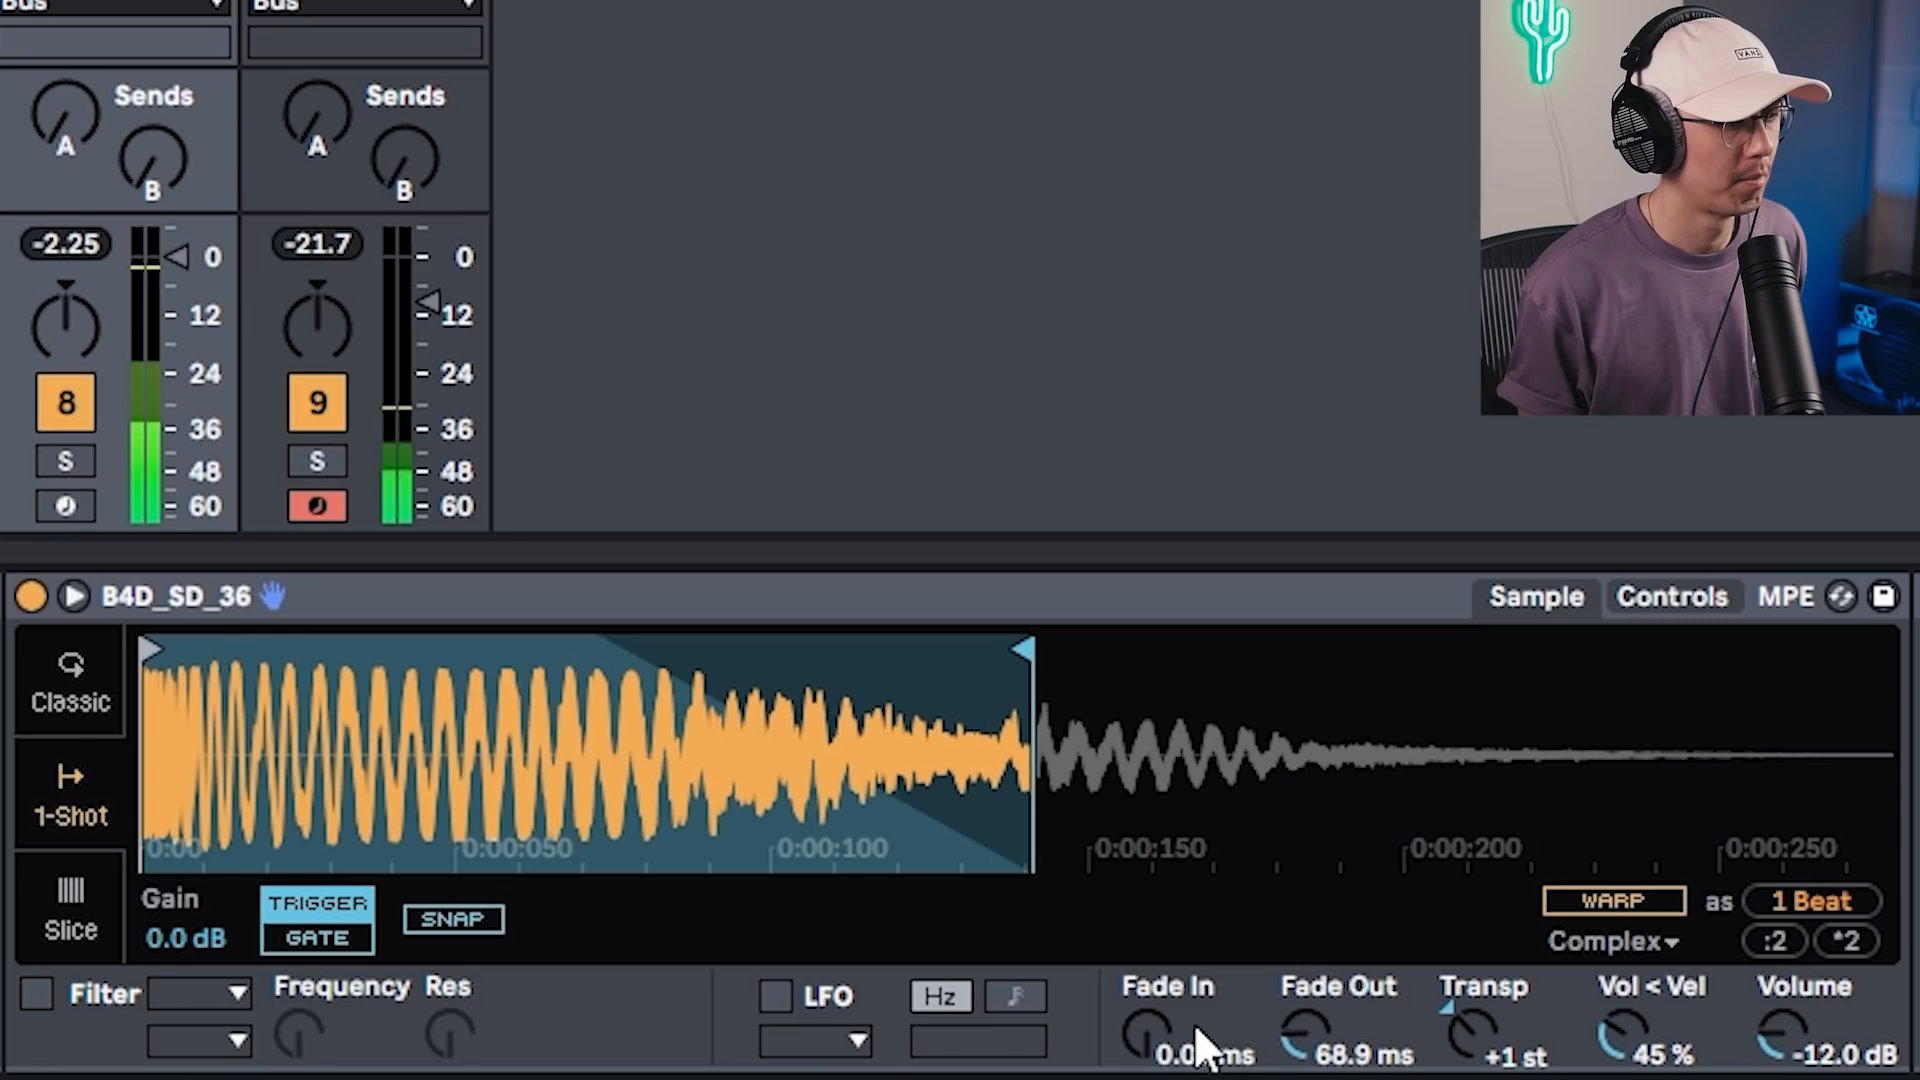 Bus Bus
Sends Sends
A A
B B
-2.25 0 -21.7 0
12 12
24 24
8 9
36 36
S S
48 48
60 60
VANS
B4D_SD_36 Sample Controls MPE
Classic
1-Shot
0:00 0:00:050 0:00:100 0:00:150 0:00:200 0:00:250
Slice
Gain TRIGGER SNAP WARP as 1 Beat
0.0 dB GATE Complex :2 *2
Filter Frequency Res LFO Hz Fade In Fade Out Transp Vol < Vel Volume
ms 68.9 ms +1 st 45 % -12.0 dB